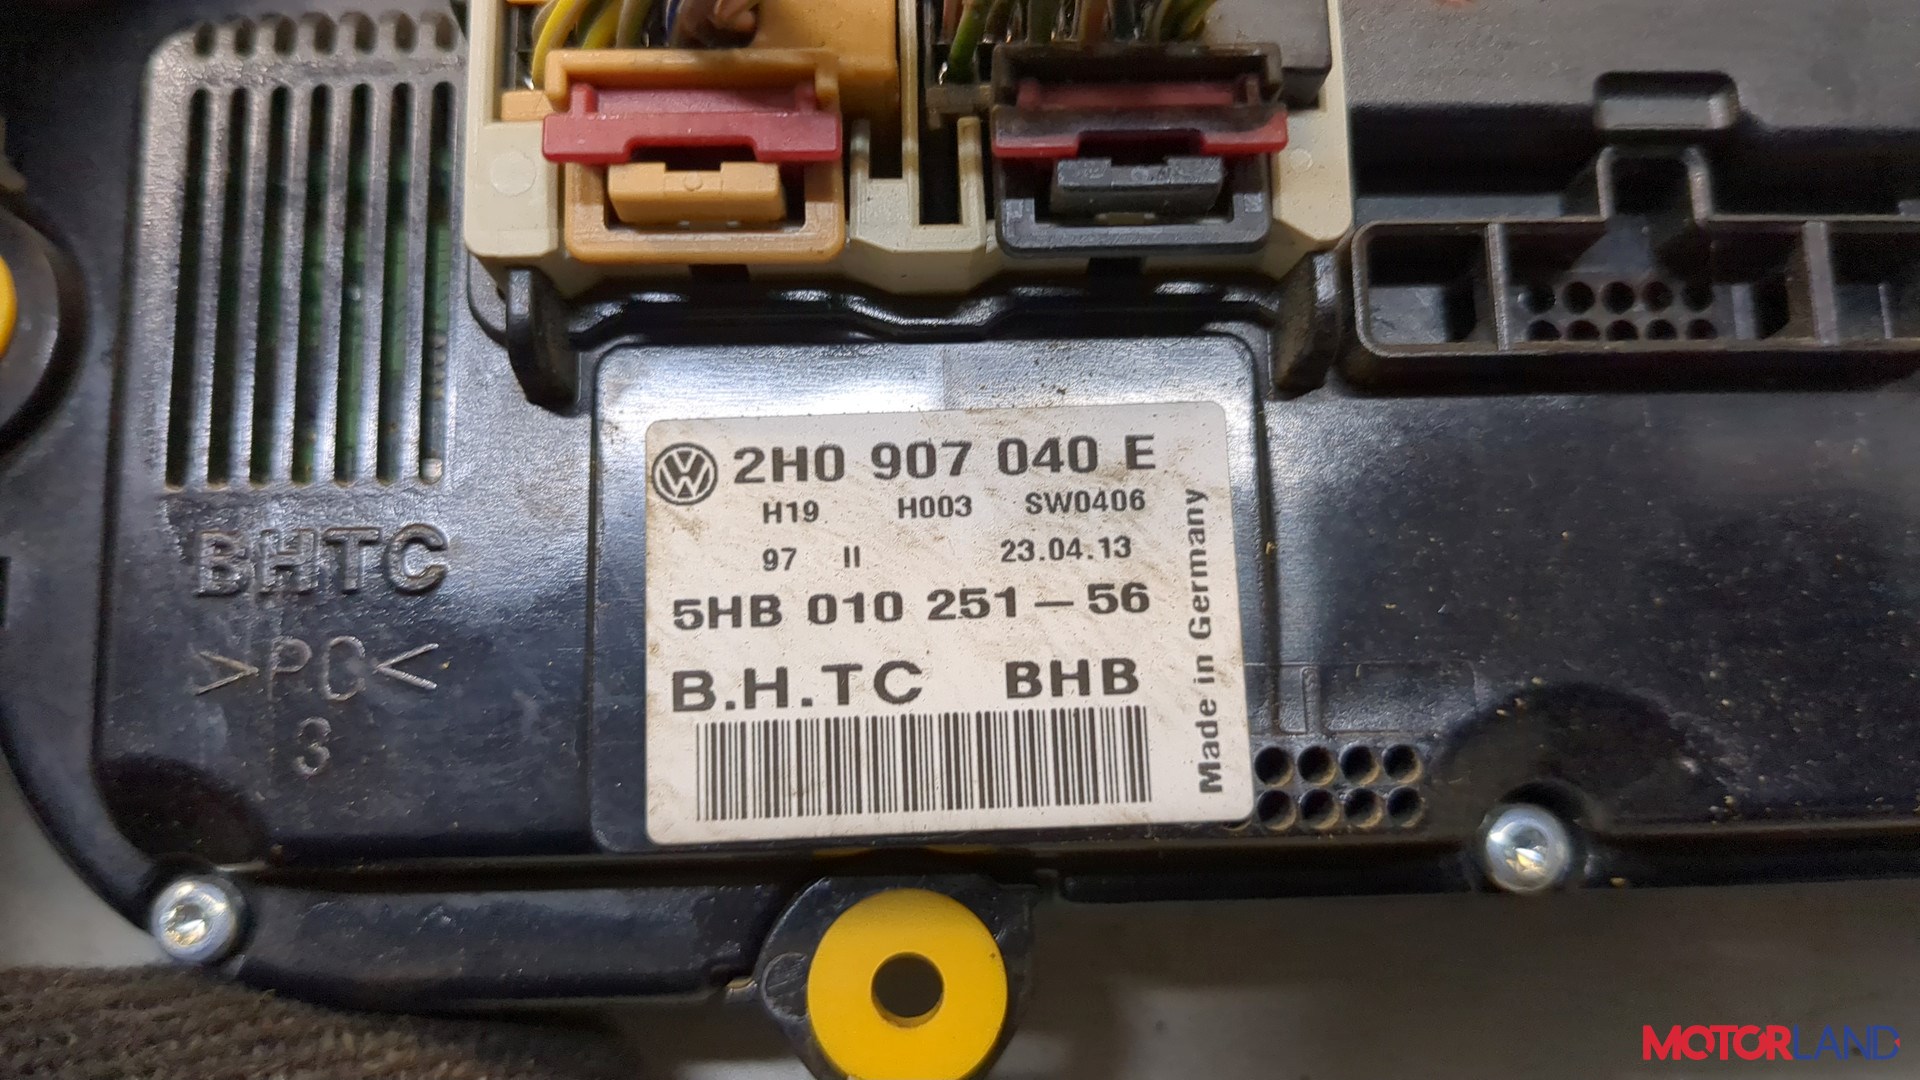 2H0 907 040 E
H19 H003 SW0406
97 II 23.04.13
5HB 010 251-56
B.H.TC BHB
Made in Germany
BHTC
>PC<
3
MOTORLAND